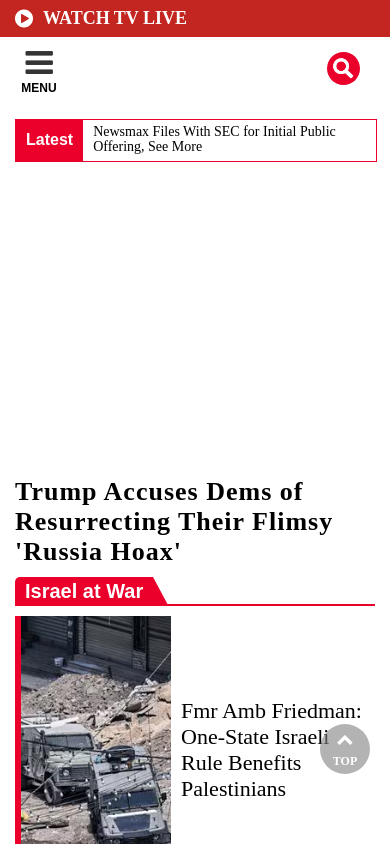 WATCH TV LIVE
MENU
Latest
Newsmax Files With SEC for Initial Public
Offering, See More
Trump Accuses Dems of
Resurrecting Their Flimsy
'Russia Hoax'
Israel at War
Fmr Amb Friedman:
One-State Israeli
Rule Benefits
Palestinians
TOP